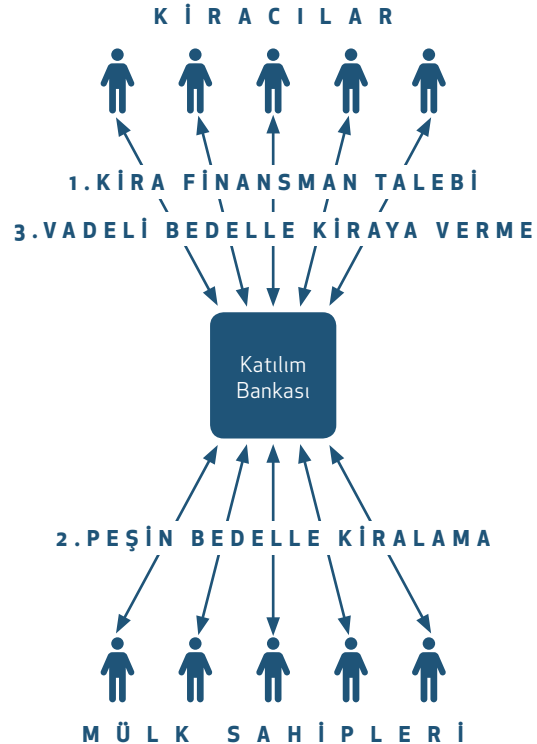 KİRACILAR
1.KİRA FİNANSMAN TALEBİ
3.VADELİ BEDELLE KİRAYA VERME
Katılım
Bankası
2.PEŞİN BEDELLE KİRALAMA
MÜLK SAHİPLERİ